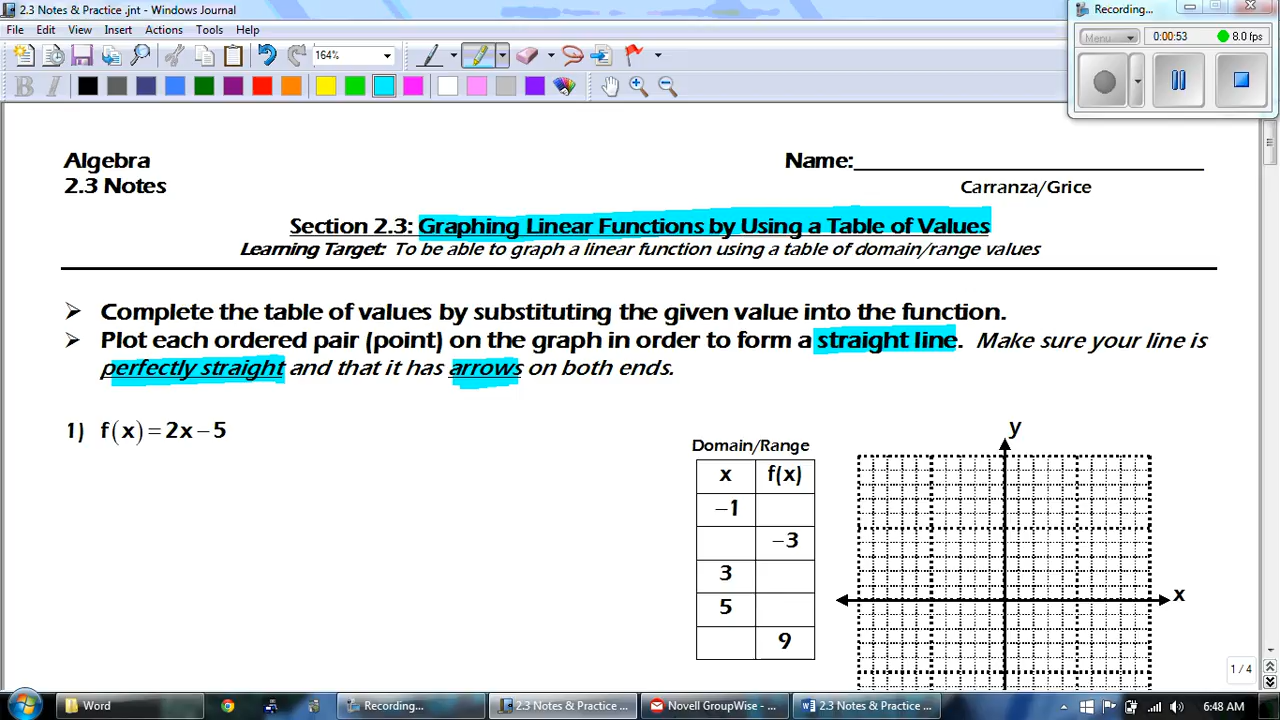 2.3 Notes & Practice .jnt - Windows Journal
Recording...
File Edit View Insert Actions Tools Help
Menu 0:00:53 8.0 fps
164%
B I
Algebra Name:
2.3 Notes Carranza/Grice
Section 2.3: Graphing Linear Functions by Using a Table of Values
Learning Target: To be able to graph a linear function using a table of domain/range values
Complete the table of values by substituting the given value into the function.
Plot each ordered pair (point) on the graph in order to form a straight line. Make sure your line is
perfectly straight and that it has arrows on both ends.
1) f(x) = 2x − 5
Domain/Range
x f(x)
−1
−3
3
5
9
y
x
1 / 4
Word Recording... 2.3 Notes & Practice ... Novell GroupWise - ... 2.3 Notes & Practice ... 6:48 AM